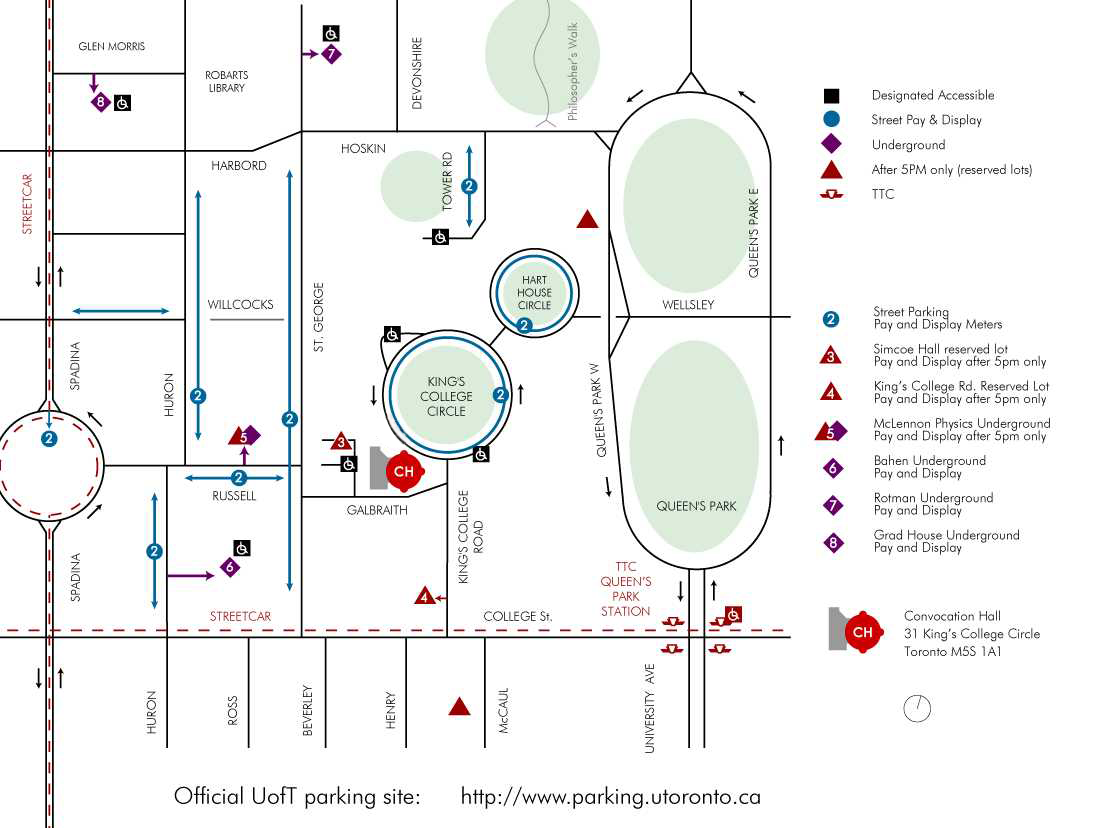 GLEN MORRIS
8
ROBARTS
LIBRARY
7
DEVONSHIRE
Philosopher's Walk
HARBORD
HOSKIN
TOWER RD
2
STREETCAR
QUEEN'S PARK E
WILLCOCKS
ST. GEORGE
HART
HOUSE
CIRCLE
2
WELLSLEY
SPADINA
HURON
2
2
KING'S
COLLEGE
CIRCLE
2
QUEEN'S PARK W
2
5
3
CH
2
RUSSELL
GALBRAITH
KING'S COLLEGE
ROAD
QUEEN'S PARK
SPADINA
2
6
4
STREETCAR
COLLEGE St.
TTC
QUEEN'S
PARK
STATION
HURON
ROSS
BEVERLEY
HENRY
McCAUL
UNIVERSITY AVE
Designated Accessible
Street Pay & Display
Underground
After 5PM only (reserved lots)
TTC
2 Street Parking
Pay and Display Meters
3 Simcoe Hall reserved lot
Pay and Display after 5pm only
4 King's College Rd. Reserved Lot
Pay and Display after 5pm only
5 McLennon Physics Underground
Pay and Display after 5pm only
6 Bahen Underground
Pay and Display
7 Rotman Underground
Pay and Display
8 Grad House Underground
Pay and Display
CH
Convocation Hall
31 King's College Circle
Toronto M5S 1A1
Official UofT parking site: http://www.parking.utoronto.ca